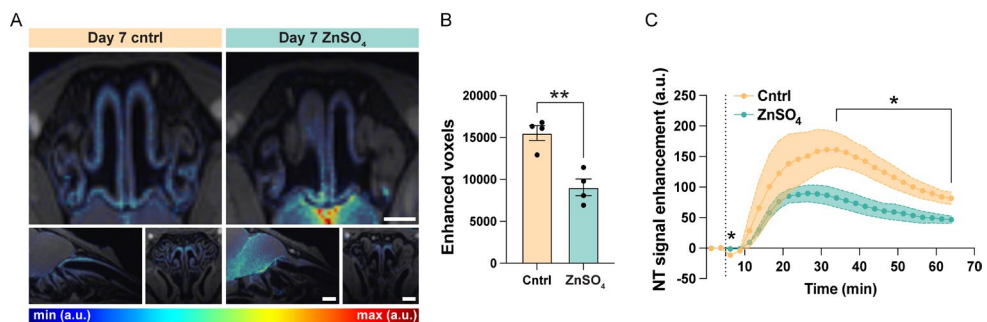 A
Day 7 cntrl
Day 7 ZnSO₄
min (a.u.)
max (a.u.)
B
Enhanced voxels
20000
15000
10000
5000
0
**
Cntrl
ZnSO₄
C
NT signal enhancement (a.u.)
250
200
150
100
50
0
-50
Cntrl
ZnSO₄
*
*
0 10 20 30 40 50 60 70
Time (min)